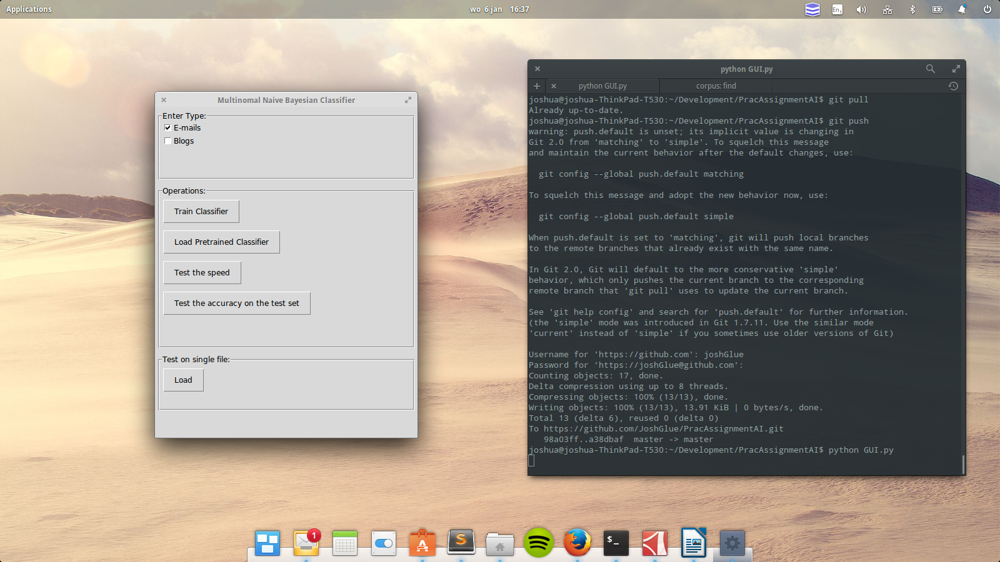 Applications
wo 6 jan 16:37
En1
Multinomal Naive Bayesian Classifier
Enter Type:
E-mails
Blogs
Operations:
Train Classifier
Load Pretrained Classifier
Test the speed
Test the accuracy on the test set
Test on single file:
Load
python GUI.py
python GUI.py
corpus: find
joshua@joshua-ThinkPad-T530:~/Development/PracAssignmentAI$ git pull
Already up-to-date.
joshua@joshua-ThinkPad-T530:~/Development/PracAssignmentAI$ git push
warning: push.default is unset; its implicit value is changing in
Git 2.0 from 'matching' to 'simple'. To squelch this message
and maintain the current behavior after the default changes, use:
git config --global push.default matching
To squelch this message and adopt the new behavior now, use:
git config --global push.default simple
When push.default is set to 'matching', git will push local branches
to the remote branches that already exist with the same name.
In Git 2.0, Git will default to the more conservative 'simple'
behavior, which only pushes the current branch to the corresponding
remote branch that 'git pull' uses to update the current branch.
See 'git help config' and search for 'push.default' for further information.
(the 'simple' mode was introduced in Git 1.7.11. Use the similar mode
'current' instead of 'simple' if you sometimes use older versions of Git)
Username for 'https://github.com': joshGlue
Password for 'https://joshGlue@github.com':
Counting objects: 17, done.
Delta compression using up to 8 threads.
Compressing objects: 100% (13/13), done.
Writing objects: 100% (13/13), 13.91 KiB | 0 bytes/s, done.
Total 13 (delta 6), reused 0 (delta 0)
To https://github.com/JoshGlue/PracAssignmentAI.git
98a03ff..a38dbaf  master -> master
joshua@joshua-ThinkPad-T530:~/Development/PracAssignmentAI$ python GUI.py
1
A
S
$_